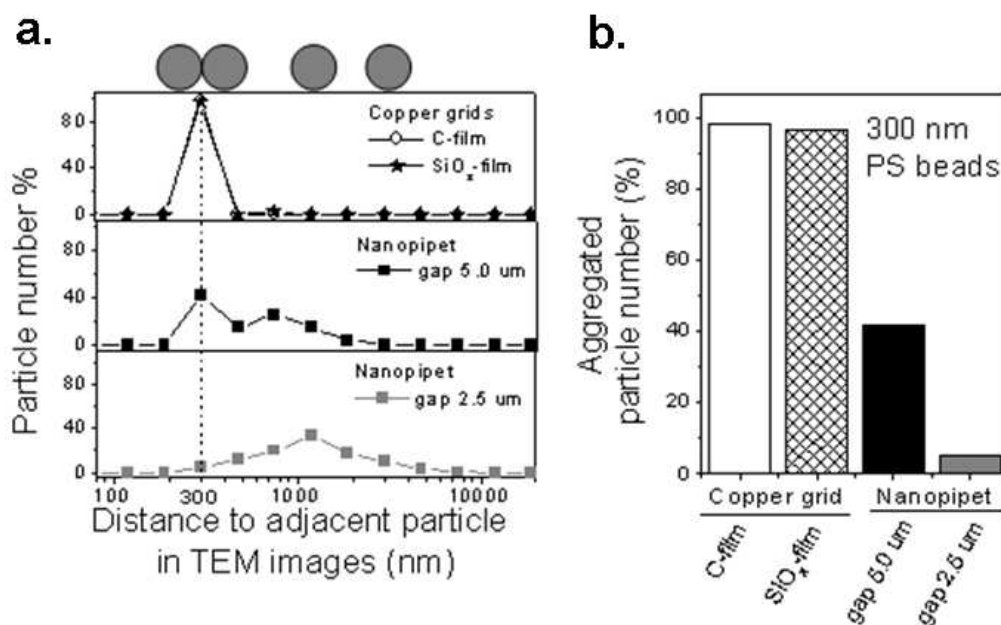 a.
Copper grids
C-film
SiOx-film
80
40
0
Nanopipet
gap 5.0 um
80
40
0
Nanopipet
gap 2.5 um
80
40
0
Particle number %
100
300
1000
10000
Distance to adjacent particle
in TEM images (nm)
b.
300 nm
PS beads
100
80
60
40
20
0
Aggregated
particle number (%)
Copper grid
Nanopipet
C-film
SiOx-film
gap 5.0 um
gap 2.5 um